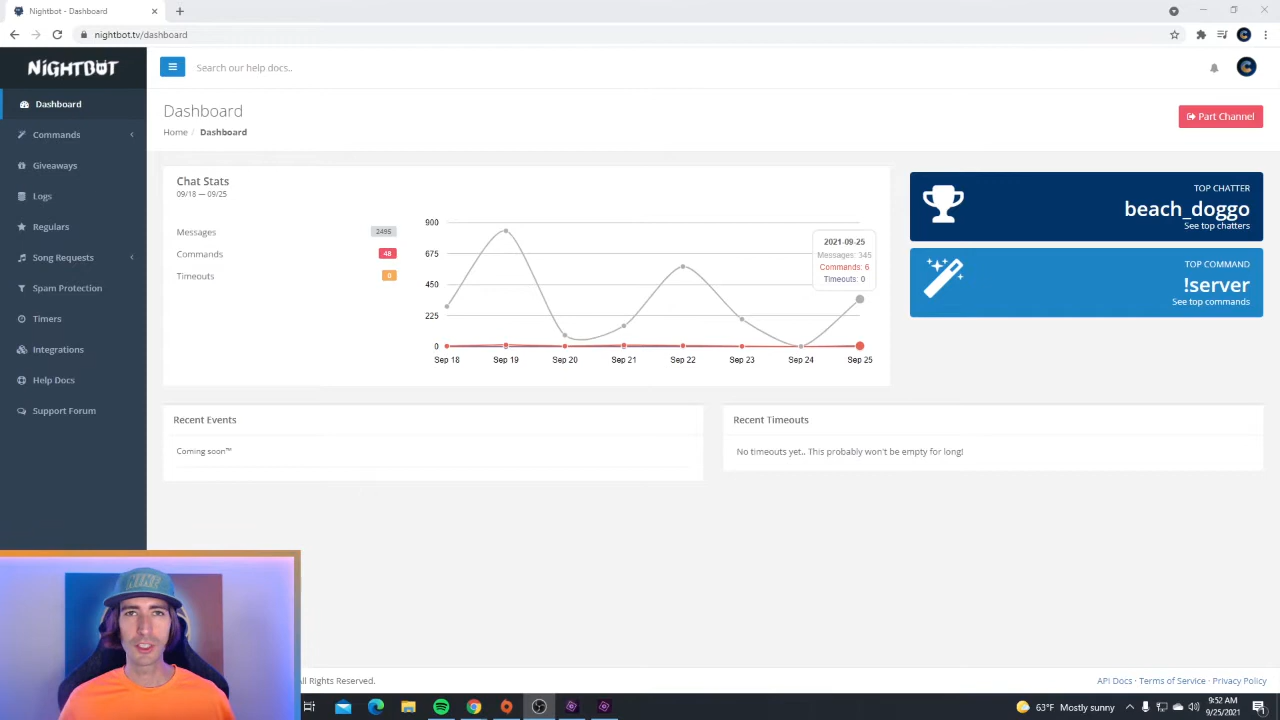 Nightbot - Dashboard
nightbot.tv/dashboard
NIGHTBOT
Search our help docs..
Dashboard
Commands
Giveaways
Logs
Regulars
Song Requests
Spam Protection
Timers
Integrations
Help Docs
Support Forum
Dashboard
Home / Dashboard
Part Channel
Chat Stats
09/18 — 09/25
Messages 2495
Commands 48
Timeouts 0
900
675
450
225
0
Sep 18 Sep 19 Sep 20 Sep 21 Sep 22 Sep 23 Sep 24 Sep 25
2021-09-25
Messages: 345
Commands: 6
Timeouts: 0
TOP CHATTER
beach_doggo
See top chatters
TOP COMMAND
!server
See top commands
Recent Events
Coming soon™
Recent Timeouts
No timeouts yet.. This probably won't be empty for long!
NIKE
All Rights Reserved.
API Docs · Terms of Service · Privacy Policy
63°F Mostly sunny
9:52 AM
9/25/2021